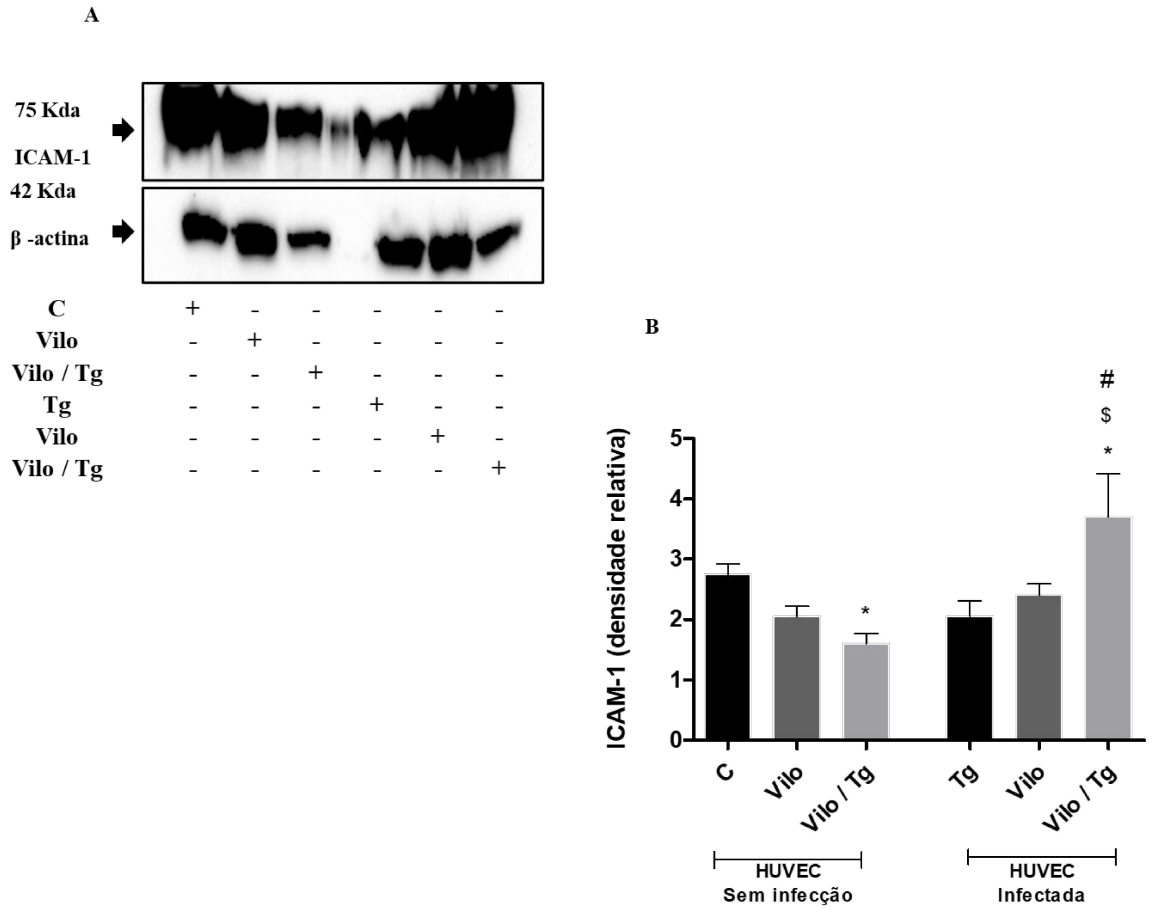 A
75 Kda
ICAM-1
42 Kda
β -actina
C + - - - - -
Vilo - + - - - -
Vilo / Tg - - + - - -
Tg - - - + - -
Vilo - - - - + -
Vilo / Tg - - - - - +
B
#
$
*
*
ICAM-1 (densidade relativa)
5
4
3
2
1
0
C Vilo Vilo / Tg Tg Vilo Vilo / Tg
HUVEC HUVEC
Sem infecção Infectada